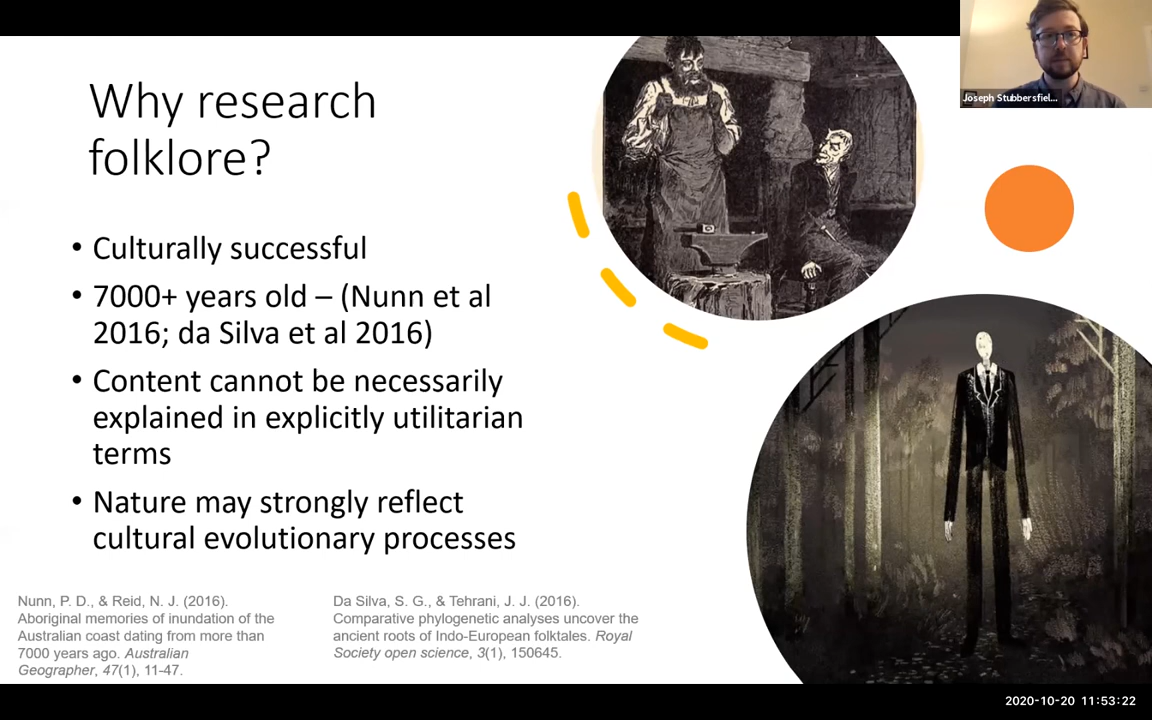 Why research
folklore?
• Culturally successful
• 7000+ years old – (Nunn et al
2016; da Silva et al 2016)
• Content cannot be necessarily
explained in explicitly utilitarian
terms
• Nature may strongly reflect
cultural evolutionary processes
Nunn, P. D., & Reid, N. J. (2016).
Aboriginal memories of inundation of the
Australian coast dating from more than
7000 years ago. Australian
Geographer, 47(1), 11-47.
Da Silva, S. G., & Tehrani, J. J. (2016).
Comparative phylogenetic analyses uncover the
ancient roots of Indo-European folktales. Royal
Society open science, 3(1), 150645.
Joseph Stubbersfiel...
2020-10-20 11:53:22